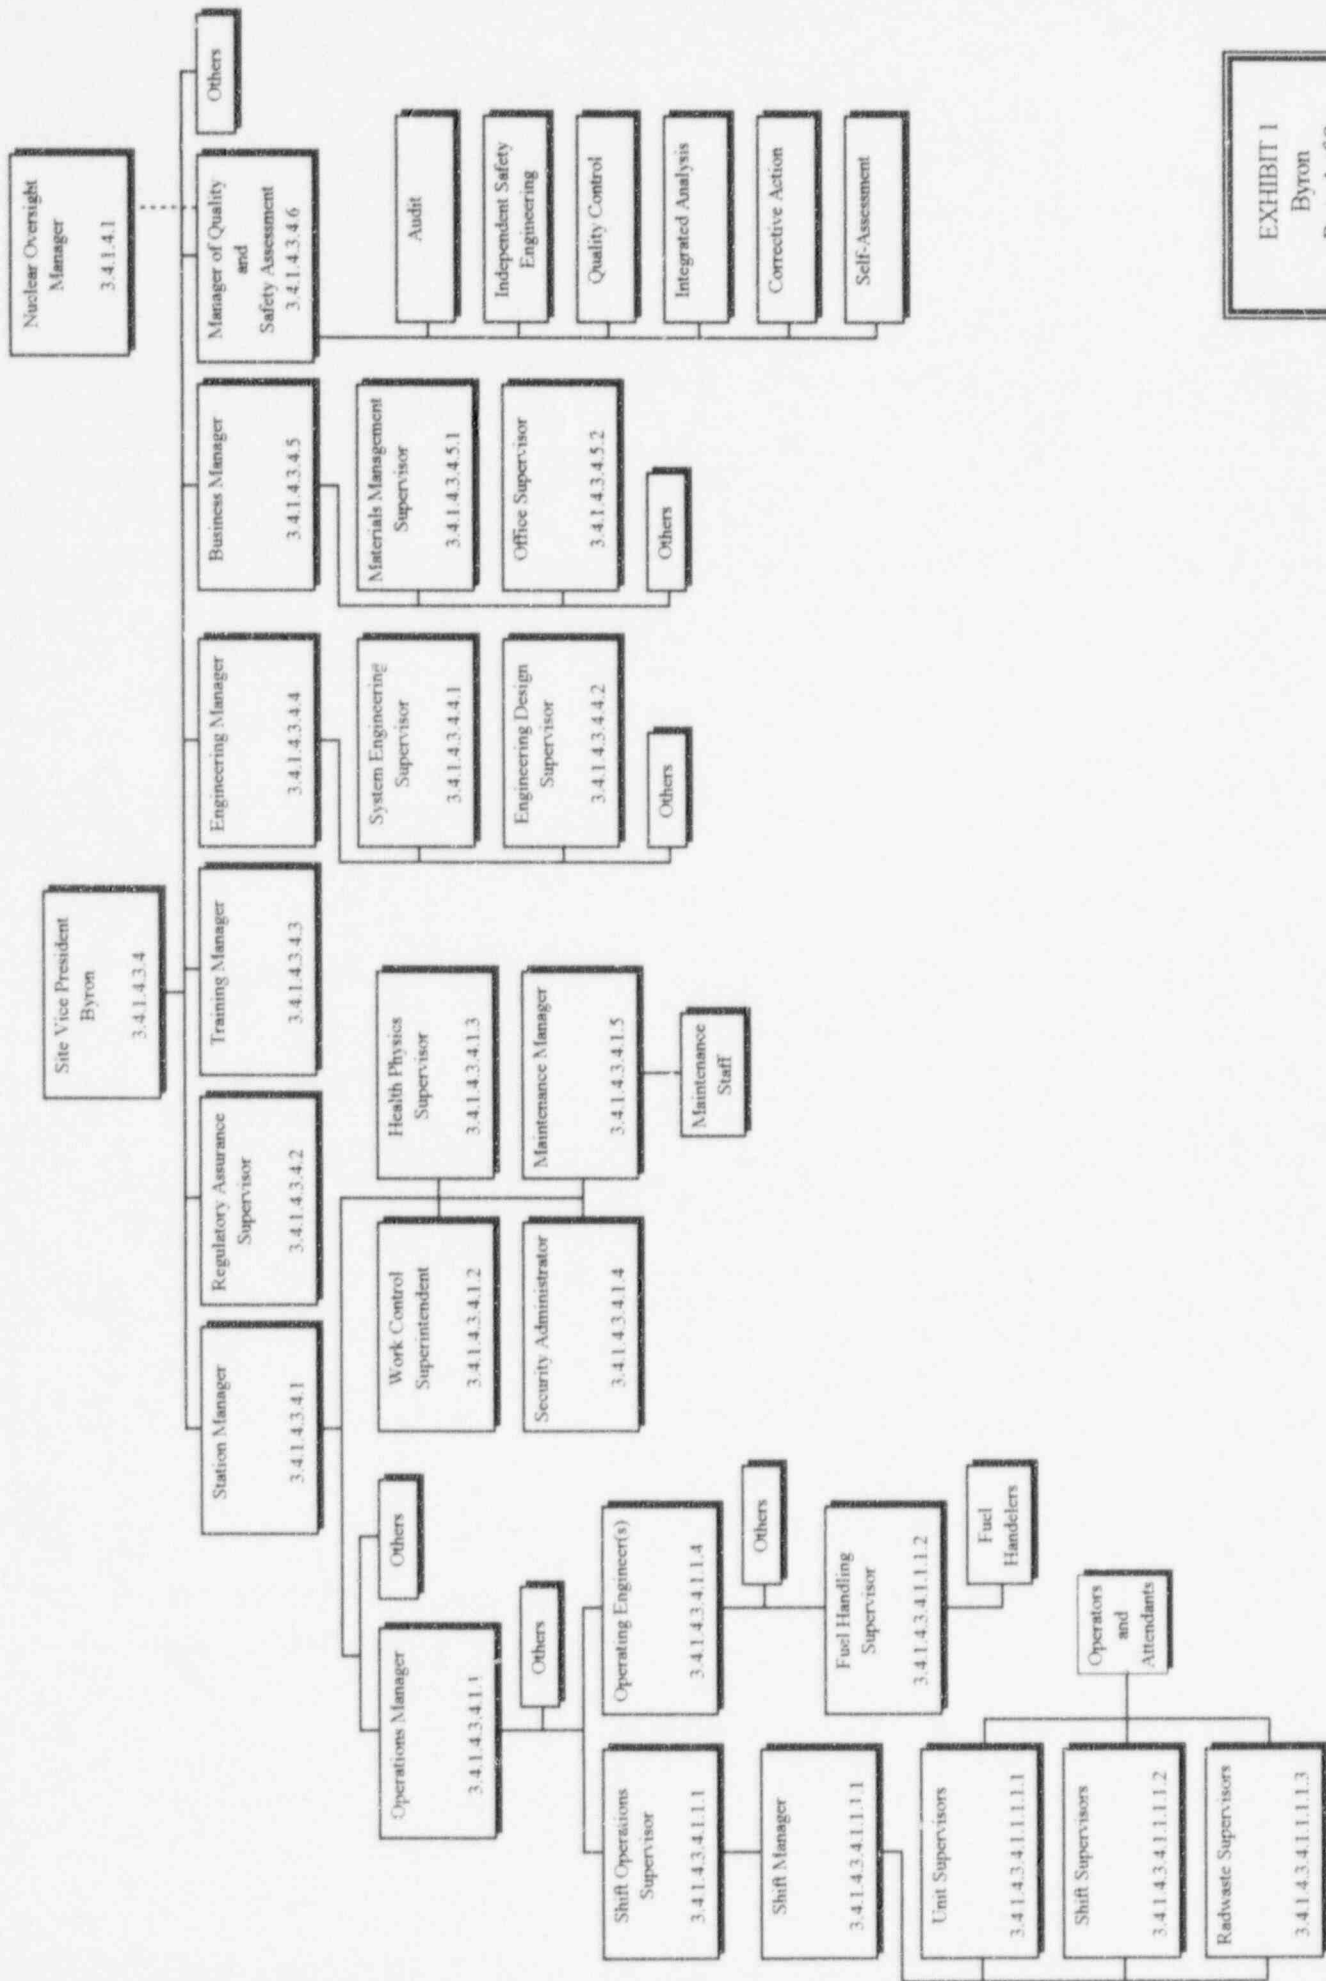 Nuclear Oversight
Manager
3.4.1.4.1
Site Vice President
Byron
3.4.1.4.3.4
Station Manager
3.4.1.4.3.4.1
Regulatory Assurance
Supervisor
3.4.1.4.3.4.2
Training Manager
3.4.1.4.3.4.3
Engineering Manager
3.4.1.4.3.4.4
Business Manager
3.4.1.4.3.4.5
Manager of Quality
and
Safety Assessment
3.4.1.4.3.4.6
Others
Operations Manager
3.4.1.4.3.4.1.1
Others
Work Control
Superintendent
3.4.1.4.3.4.1.2
Health Physics
Supervisor
3.4.1.4.3.4.1.3
Security Administrator
3.4.1.4.3.4.1.4
Maintenance Manager
3.4.1.4.3.4.1.5
Maintenance
Staff
System Engineering
Supervisor
3.4.1.4.3.4.4.1
Engineering Design
Supervisor
3.4.1.4.3.4.4.2
Others
Materials Management
Supervisor
3.4.1.4.3.4.5.1
Office Supervisor
3.4.1.4.3.4.5.2
Others
Audit
Independent Safety
Engineering
Quality Control
Integrated Analysis
Corrective Action
Self-Assessment
Others
Shift Operations
Supervisor
3.4.1.4.3.4.1.1.1
Operating Engineer(s)
3.4.1.4.3.4.1.1.4
Shift Manager
3.4.1.4.3.4.1.1.1.1
Others
Fuel Handling
Supervisor
3.4.1.4.3.4.1.1.1.2
Fuel
Handelers
Unit Supervisors
3.4.1.4.3.4.1.1.1.1.1
Shift Supervisors
3.4.1.4.3.4.1.1.1.1.2
Radwaste Supervisors
3.4.1.4.3.4.1.1.1.1.3
Operators
and
Attendants
EXHIBIT 1
Byron